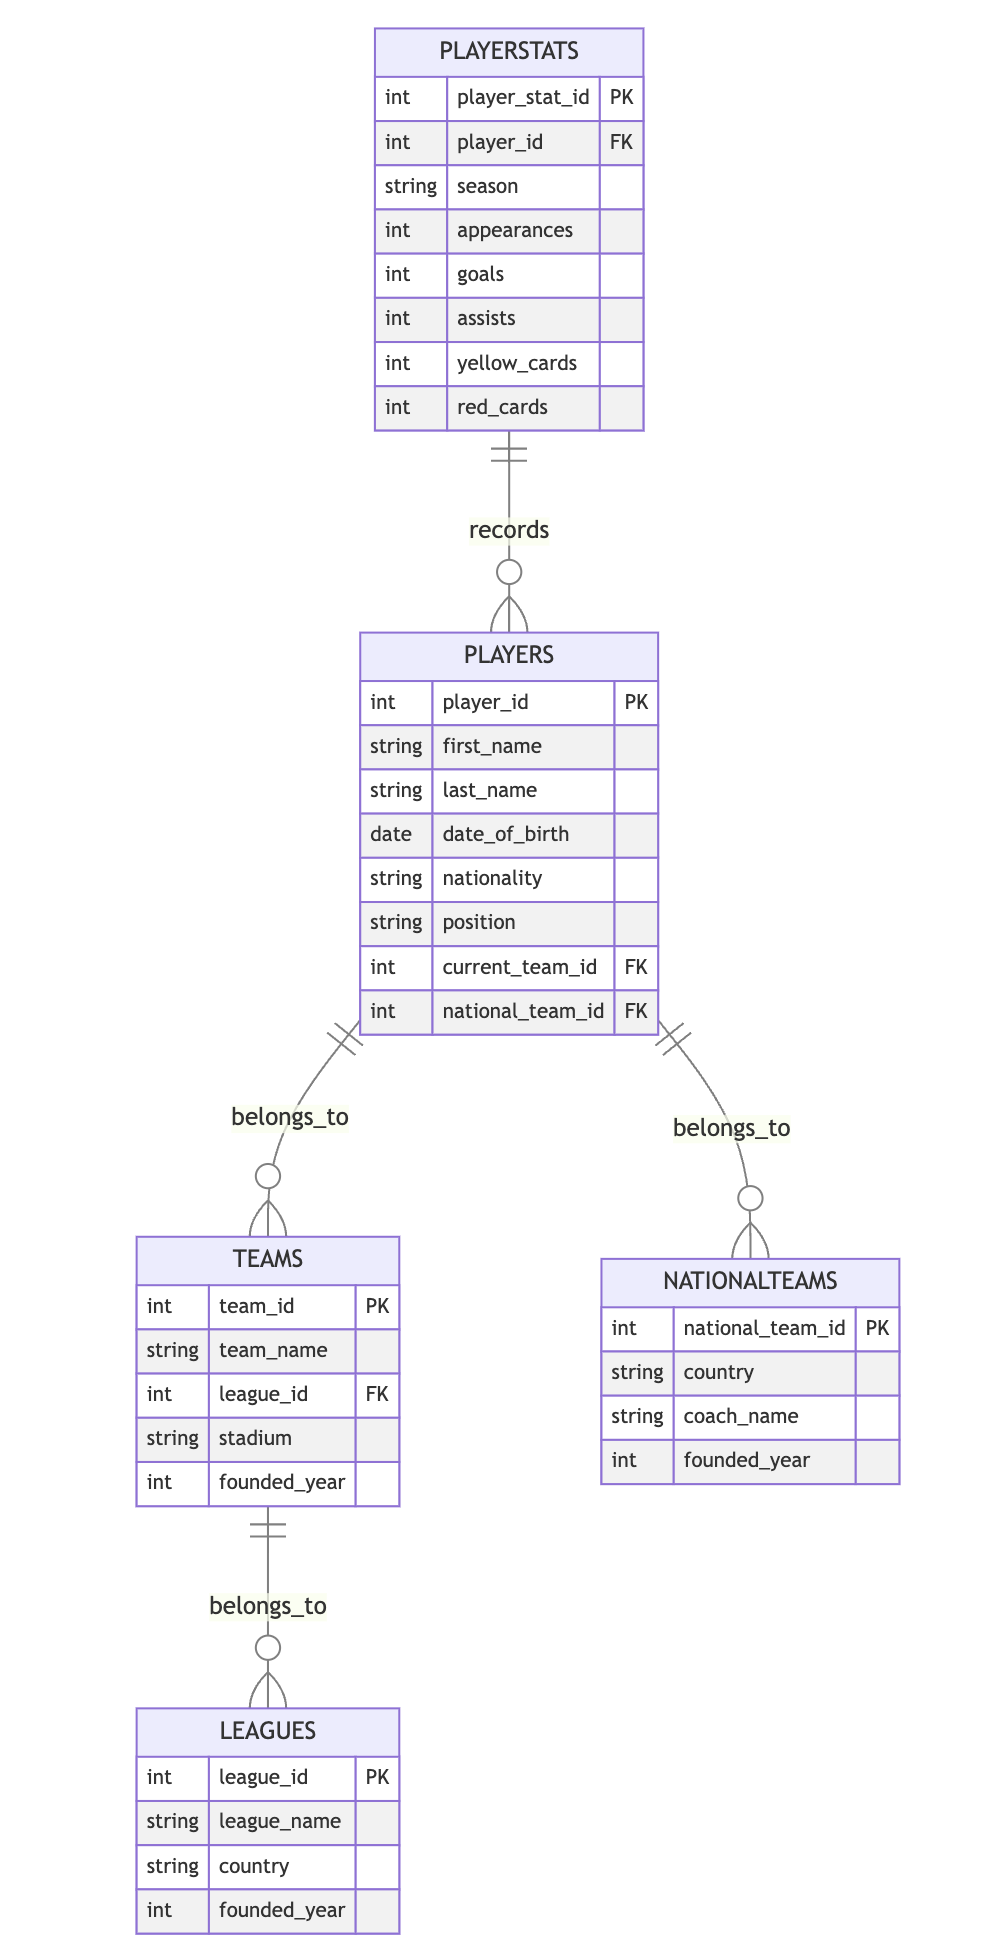 PLAYERSTATS
int player_stat_id PK
int player_id FK
string season
int appearances
int goals
int assists
int yellow_cards
int red_cards
records
PLAYERS
int player_id PK
string first_name
string last_name
date date_of_birth
string nationality
string position
int current_team_id FK
int national_team_id FK
belongs_to
belongs_to
TEAMS
int team_id PK
string team_name
int league_id FK
string stadium
int founded_year
NATIONALTEAMS
int national_team_id PK
string country
string coach_name
int founded_year
belongs_to
LEAGUES
int league_id PK
string league_name
string country
int founded_year